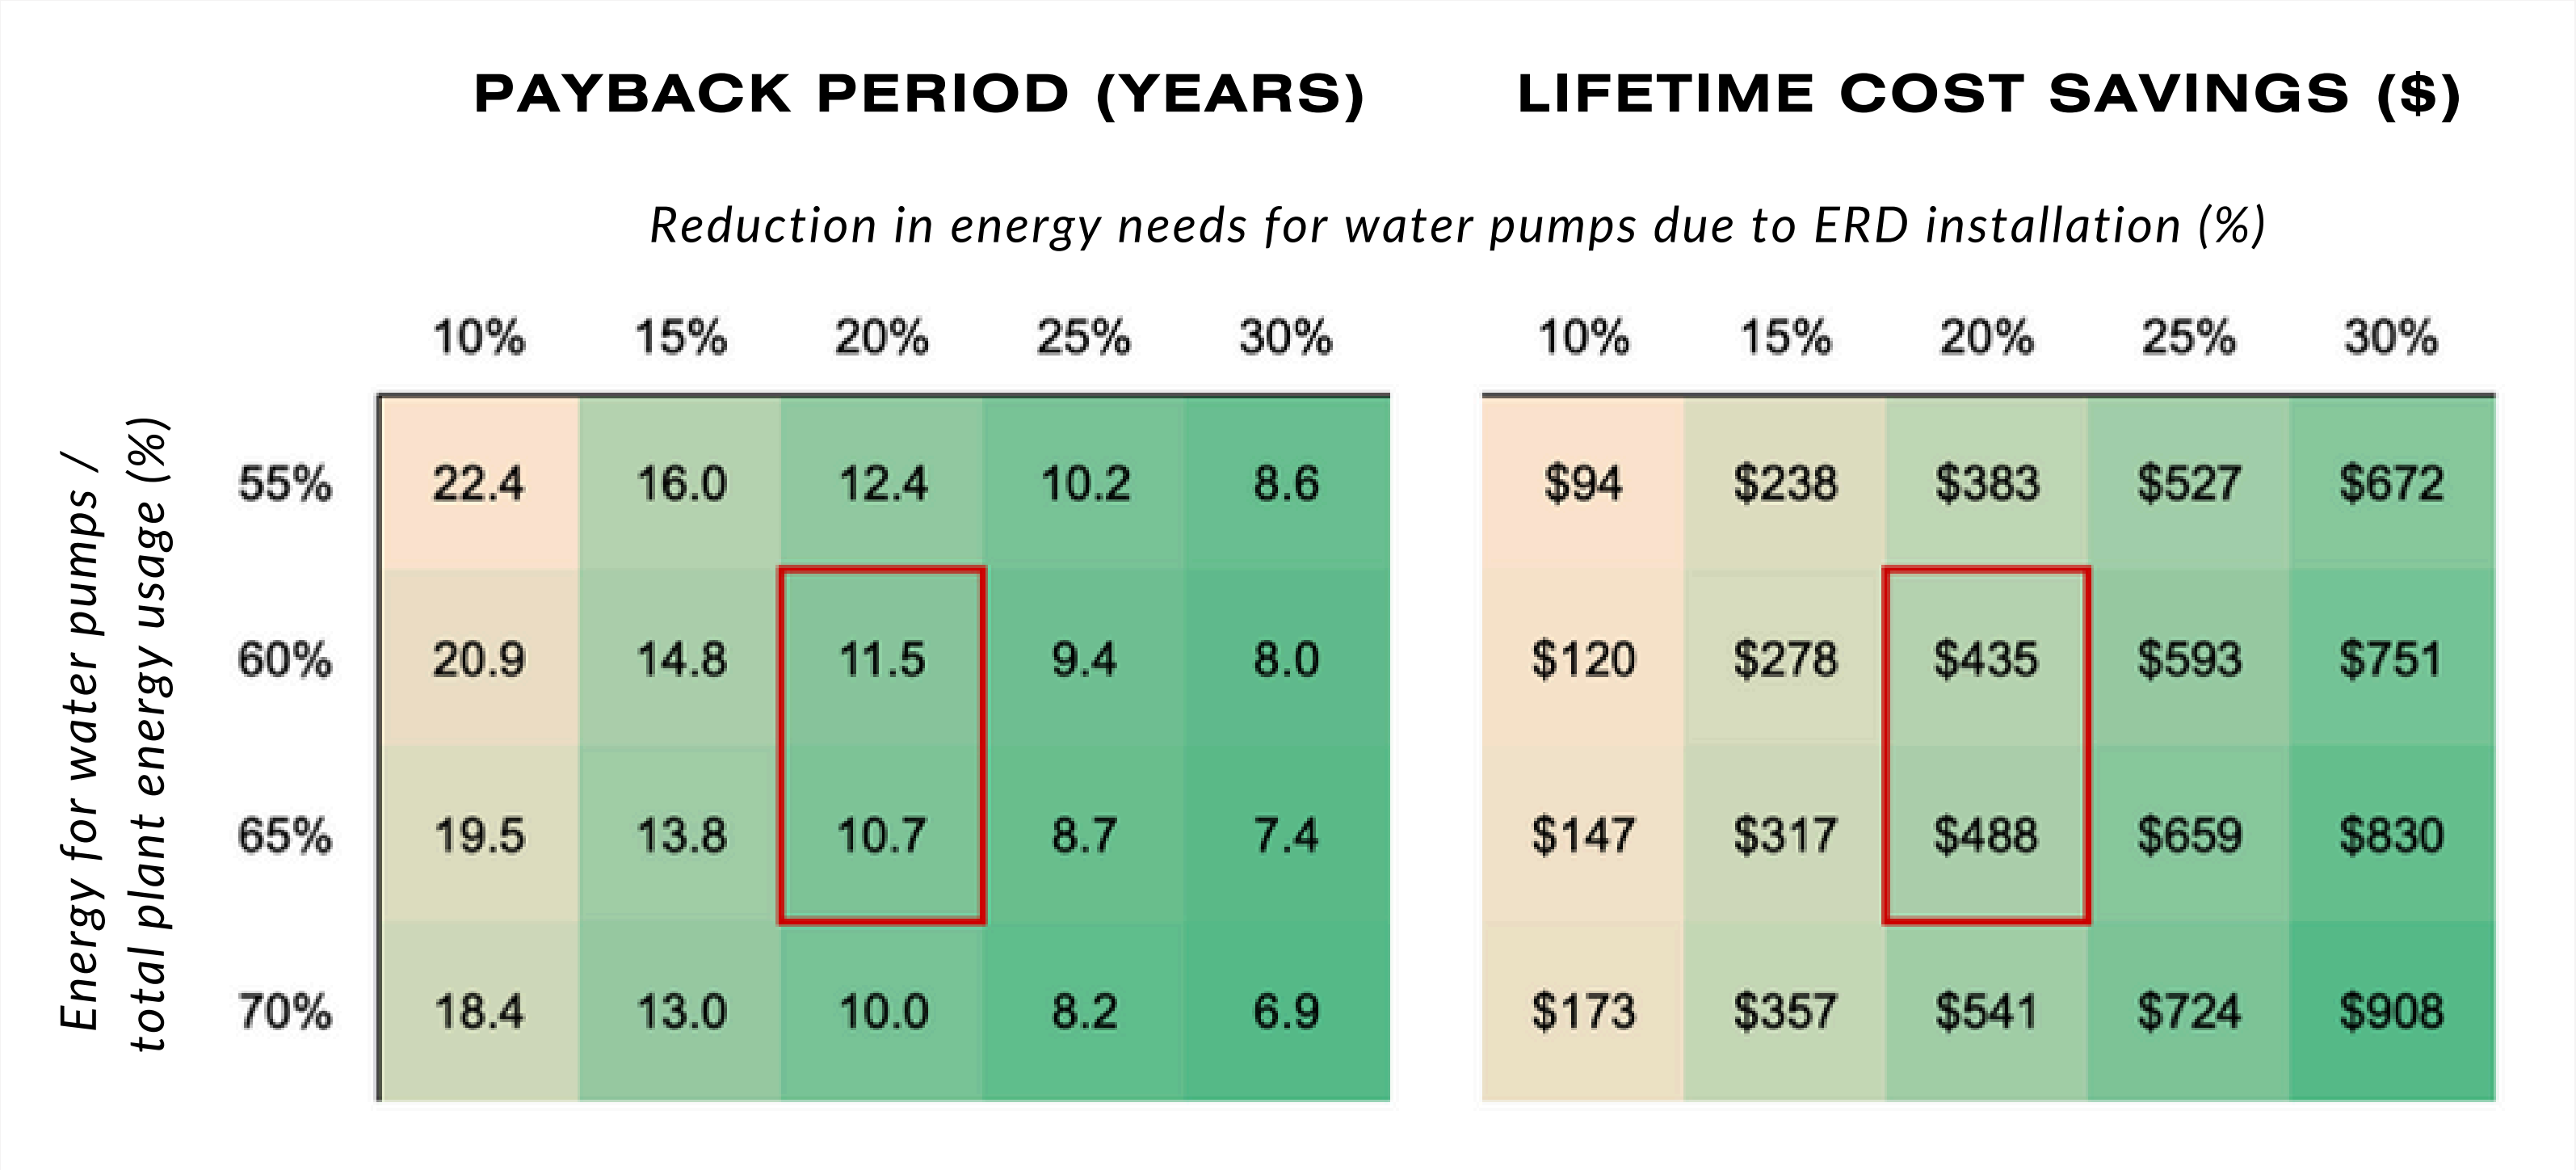 PAYBACK PERIOD (YEARS) LIFETIME COST SAVINGS ($)
Reduction in energy needs for water pumps due to ERD installation (%)
10% 15% 20% 25% 30% 10% 15% 20% 25% 30%
Energy for water pumps /
total plant energy usage (%)
55% 22.4 16.0 12.4 10.2 8.6 $94 $238 $383 $527 $672
60% 20.9 14.8 11.5 9.4 8.0 $120 $278 $435 $593 $751
65% 19.5 13.8 10.7 8.7 7.4 $147 $317 $488 $659 $830
70% 18.4 13.0 10.0 8.2 6.9 $173 $357 $541 $724 $908